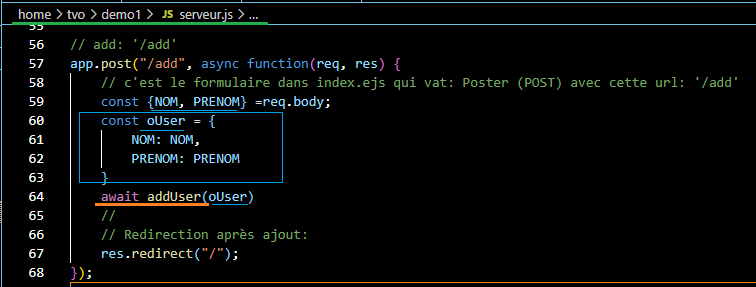 home > tvo > demo1 > JS serveur.js > ...
55
56 // add: '/add'
57 app.post("/add", async function(req, res) {
58 // c'est le formulaire dans index.ejs qui vat: Poster (POST) avec cette url: '/add'
59 const {NOM, PRENOM} =req.body;
60 const oUser = {
61 NOM: NOM,
62 PRENOM: PRENOM
63 }
64 await addUser(oUser)
65 //
66 // Redirection après ajout:
67 res.redirect("/");
68 });